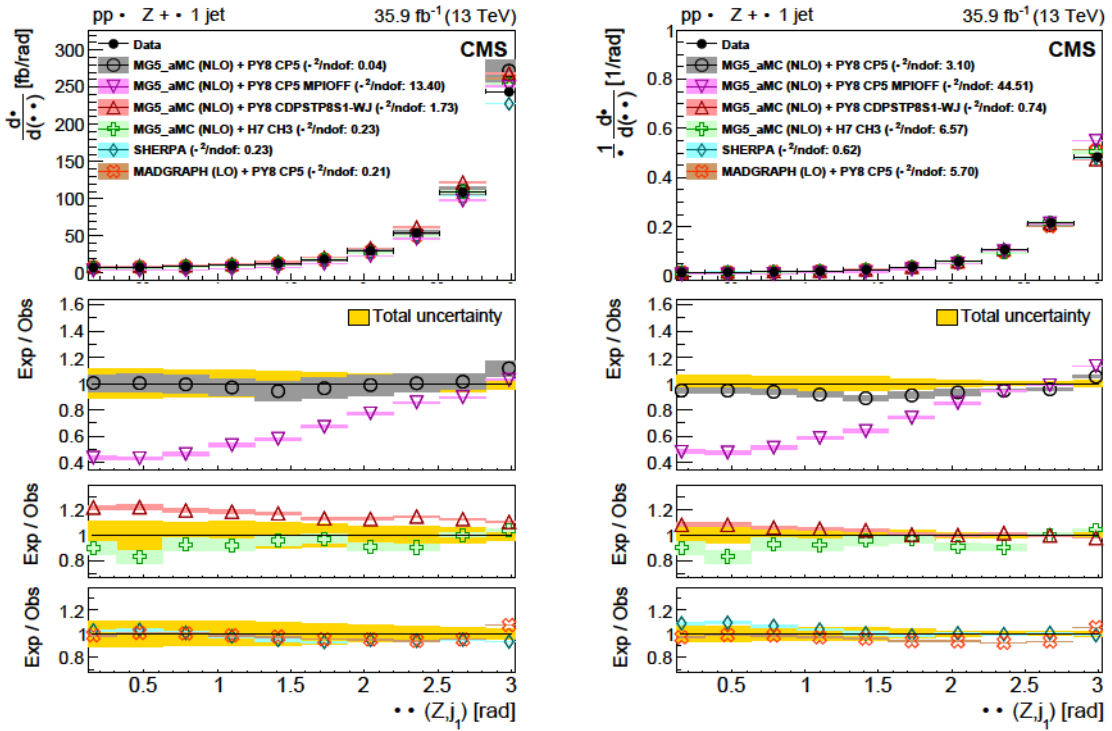 pp • Z + • 1 jet 35.9 fb⁻¹ (13 TeV)
CMS
d• / d(• •) [fb/rad]
300
250
200
150
100
50
0
Data
MG5_aMC (NLO) + PY8 CP5 (•²/ndof: 0.04)
MG5_aMC (NLO) + PY8 CP5 MPIOFF (•²/ndof: 13.40)
MG5_aMC (NLO) + PY8 CDPSTP8S1-WJ (•²/ndof: 1.73)
MG5_aMC (NLO) + H7 CH3 (•²/ndof: 0.23)
SHERPA (•²/ndof: 0.23)
MADGRAPH (LO) + PY8 CP5 (•²/ndof: 0.21)
Exp / Obs
1.6
1.4
1.2
1
0.8
0.6
0.4
Total uncertainty
Exp / Obs
1.2
1
0.8
Exp / Obs
1.2
1
0.8
0.5 1 1.5 2 2.5 3
• • (Z,j₁) [rad]
pp • Z + • 1 jet 35.9 fb⁻¹ (13 TeV)
CMS
1/• d•/d(• •) [1/rad]
1
0.8
0.6
0.4
0.2
0
Data
MG5_aMC (NLO) + PY8 CP5 (•²/ndof: 3.10)
MG5_aMC (NLO) + PY8 CP5 MPIOFF (•²/ndof: 44.51)
MG5_aMC (NLO) + PY8 CDPSTP8S1-WJ (•²/ndof: 0.74)
MG5_aMC (NLO) + H7 CH3 (•²/ndof: 6.57)
SHERPA (•²/ndof: 0.62)
MADGRAPH (LO) + PY8 CP5 (•²/ndof: 5.70)
Exp / Obs
1.6
1.4
1.2
1
0.8
0.6
0.4
Total uncertainty
Exp / Obs
1.2
1
0.8
Exp / Obs
1.2
1
0.8
0.5 1 1.5 2 2.5 3
• • (Z,j₁) [rad]